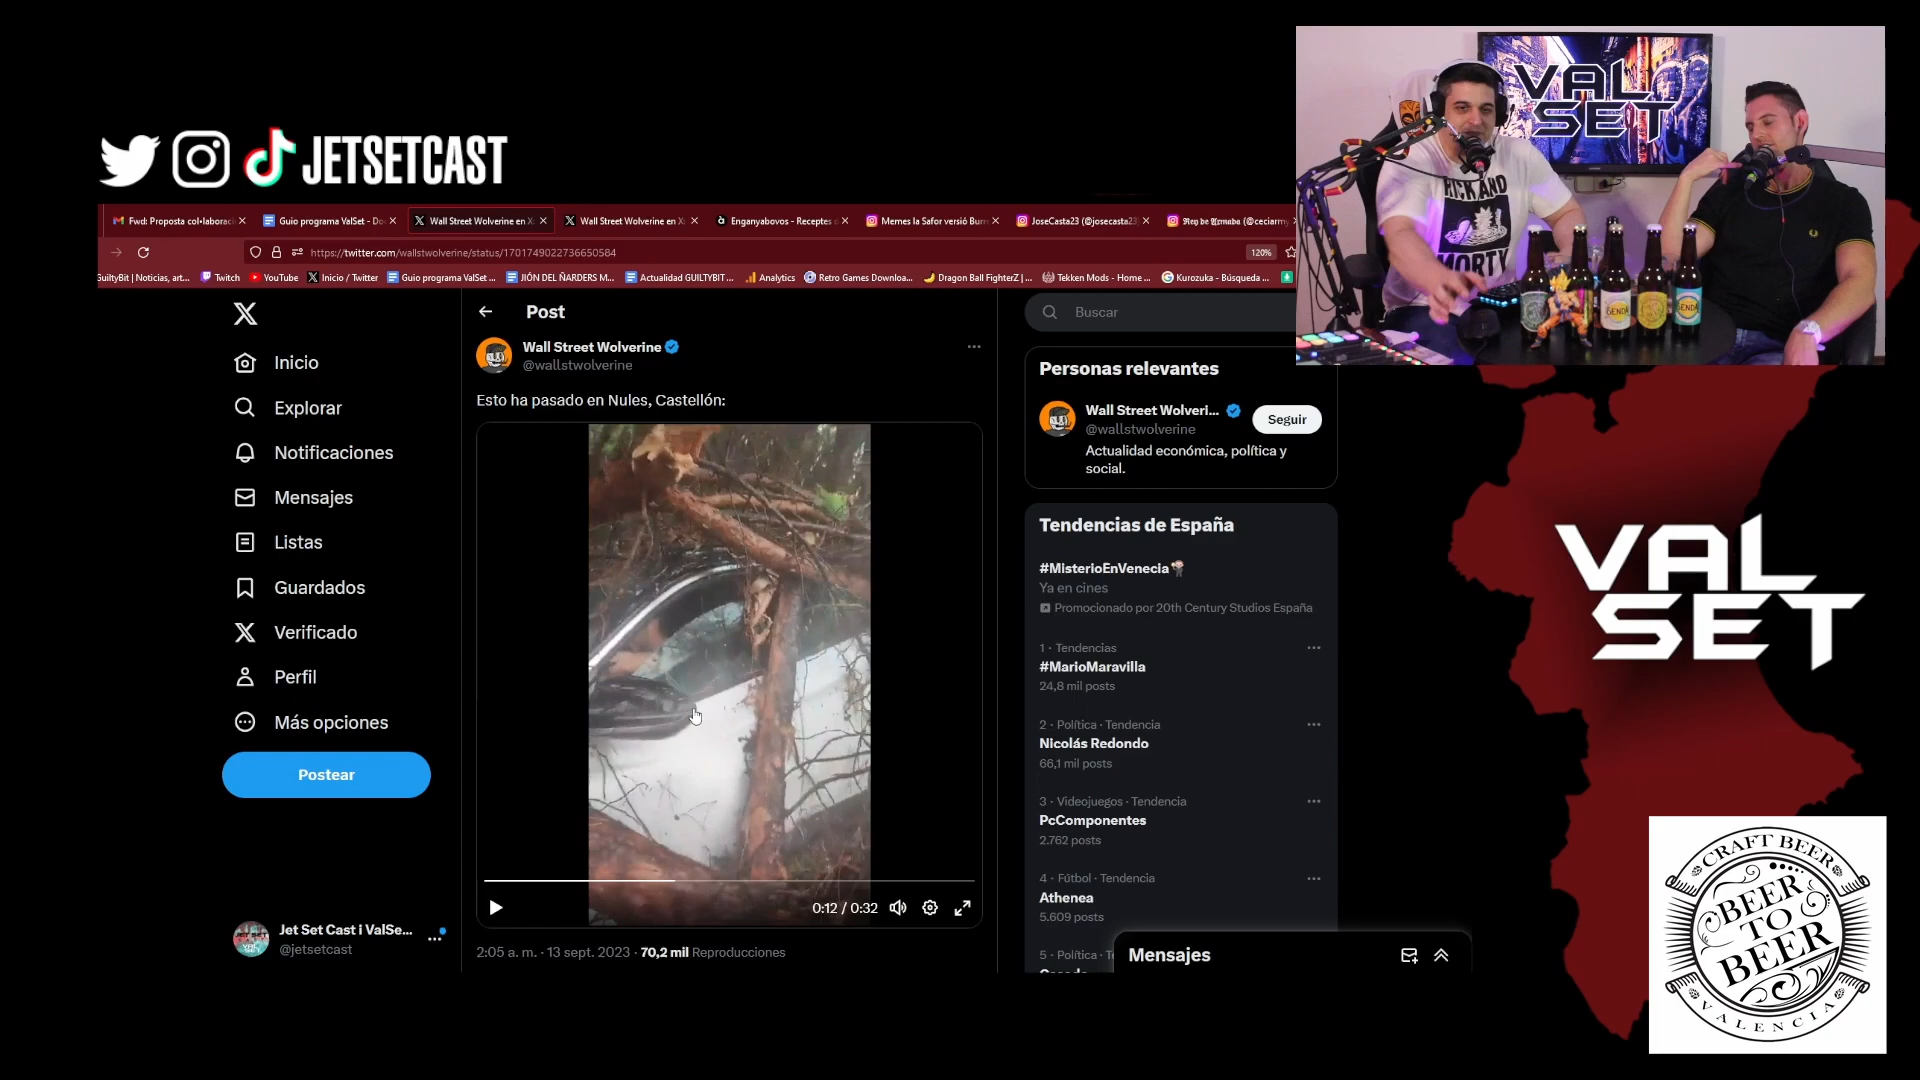 JETSETCAST
Fwd: Proposta col•laborac
Guio programa ValSet - Do
Wall Street Wolverine en X
Wall Street Wolverine en X
Enganyabovos - Receptes d
Memes la Safor versió Burr
JoseCasta23 (@josecasta23
https://twitter.com/wallstwolverine/status/1701749022736650584
120%
GuiltyBit | Noticias, art...
Twitch
YouTube
Inicio / Twitter
Guio programa ValSet ...
JIÓN DEL ÑARDERS M...
Actualidad GUILTYBIT...
Analytics
Retro Games Downloa...
Dragon Ball FighterZ | ...
Tekken Mods - Home ...
Kurozuka - Búsqueda ...
Inicio
Explorar
Notificaciones
Mensajes
Listas
Guardados
Verificado
Perfil
Más opciones
Postear
Jet Set Cast i ValSe...
@jetsetcast
Post
Wall Street Wolverine
@wallstwolverine
Esto ha pasado en Nules, Castellón:
0:12 / 0:32
2:05 a. m. · 13 sept. 2023 · 70,2 mil Reproducciones
Buscar
Personas relevantes
Wall Street Wolveri...
@wallstwolverine
Seguir
Actualidad económica, política y
social.
Tendencias de España
#MisterioEnVenecia
Ya en cines
Promocionado por 20th Century Studios España
1 · Tendencias
#MarioMaravilla
24,8 mil posts
2 · Política · Tendencia
Nicolás Redondo
66,1 mil posts
3 · Videojuegos · Tendencia
PcComponentes
2.762 posts
4 · Fútbol · Tendencia
Athenea
5.609 posts
5 · Política · Te
Mensajes
VAL
SET
RICK AND
MORTY
VAL
SET
CRAFT BEER
BEER
TO
BEER
VALENCIA